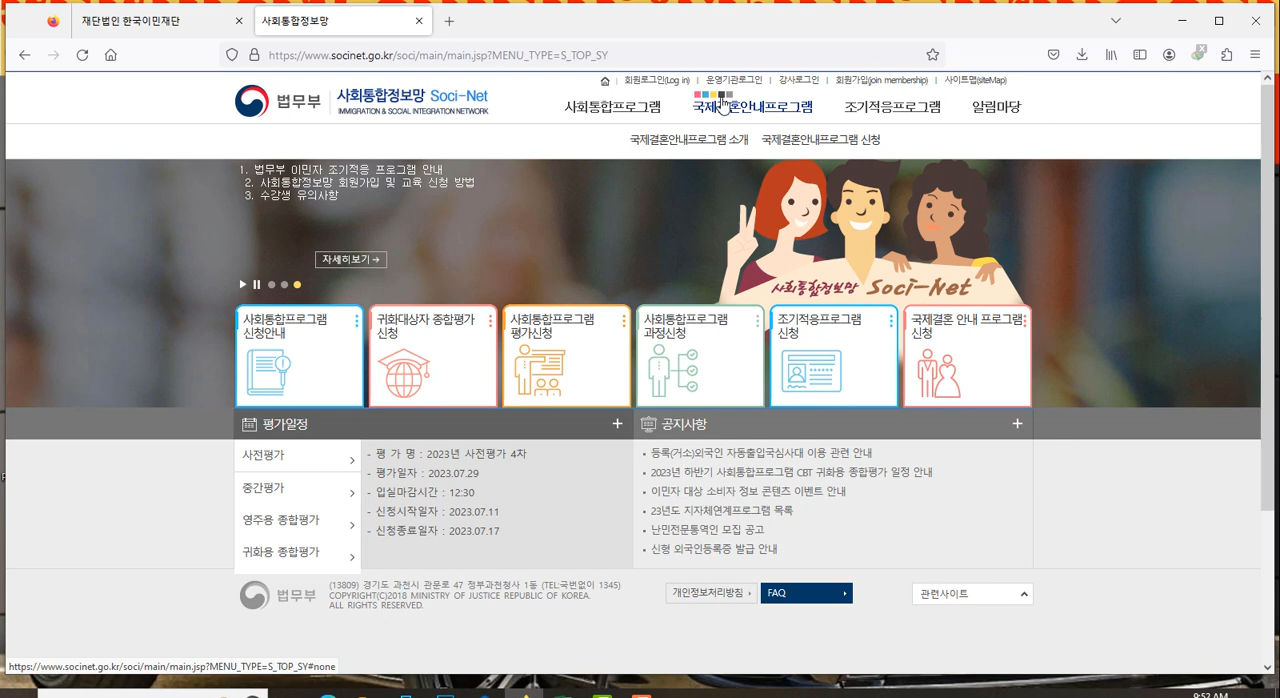 재단법인 한국이민재단
사회통합정보망
https://www.socinet.go.kr/soci/main/main.jsp?MENU_TYPE=S_TOP_SY
회원로그인(Log in) | 운영기관로그인 | 강사로그인 | 회원가입(join membership) | 사이트맵(siteMap)
법무부 사회통합정보망 Soci-Net
IMMIGRATION & SOCIAL INTEGRATION NETWORK
사회통합프로그램 국제결혼안내프로그램 조기적응프로그램 알림마당
국제결혼안내프로그램 소개 국제결혼안내프로그램 신청
1. 법무부 이민자 조기적응 프로그램 안내
2. 사회통합정보망 회원가입 및 교육 신청 방법
3. 수강생 유의사항
자세히보기→
사회통합정보망 Soci-Net
사회통합프로그램
신청안내
귀화대상자 종합평가
신청
사회통합프로그램
평가신청
사회통합프로그램
과정신청
조기적응프로그램
신청
국제결혼 안내 프로그램
신청
평가일정
사전평가
중간평가
영주용 종합평가
귀화용 종합평가
- 평 가 명 : 2023년 사전평가 4차
- 평가일자 : 2023.07.29
- 입실마감시간 : 12:30
- 신청시작일자 : 2023.07.11
- 신청종료일자 : 2023.07.17
공지사항
등록(거소)외국인 자동출입국심사대 이용 관련 안내
2023년 하반기 사회통합프로그램 CBT 귀화용 종합평가 일정 안내
이민자 대상 소비자 정보 콘텐츠 이벤트 안내
23년도 지자체연계프로그램 목록
난민전문통역인 모집 공고
신형 외국인등록증 발급 안내
법무부
(13809) 경기도 과천시 관문로 47 정부과천청사 1동 (TEL:국번없이 1345)
COPYRIGHT(C)2018 MINISTRY OF JUSTICE REPUBLIC OF KOREA.
ALL RIGHTS RESERVED.
개인정보처리방침
FAQ
관련사이트
https://www.socinet.go.kr/soci/main/main.jsp?MENU_TYPE=S_TOP_SY#none
9:52 AM